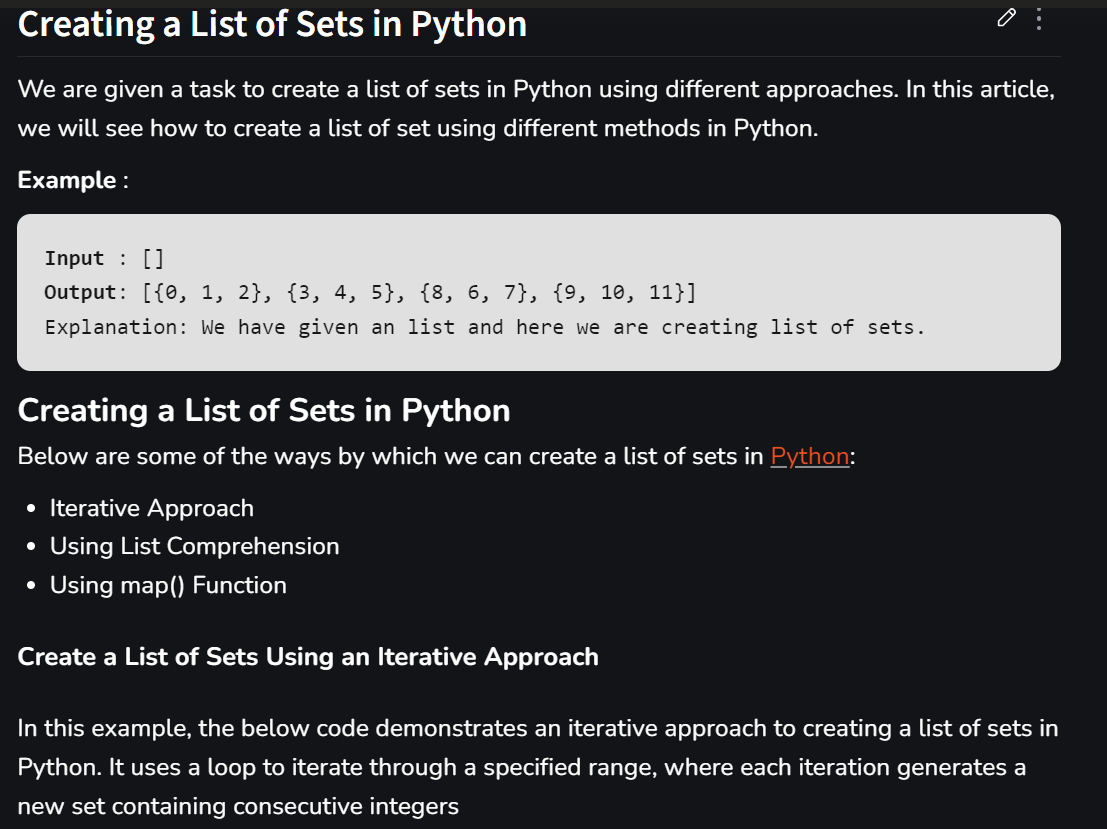 Creating a List of Sets in Python
We are given a task to create a list of sets in Python using different approaches. In this article,
we will see how to create a list of set using different methods in Python.
Example :
Input : []
Output: [{0, 1, 2}, {3, 4, 5}, {8, 6, 7}, {9, 10, 11}]
Explanation: We have given an list and here we are creating list of sets.
Creating a List of Sets in Python
Below are some of the ways by which we can create a list of sets in Python:
• Iterative Approach
• Using List Comprehension
• Using map() Function
Create a List of Sets Using an Iterative Approach
In this example, the below code demonstrates an iterative approach to creating a list of sets in
Python. It uses a loop to iterate through a specified range, where each iteration generates a
new set containing consecutive integers